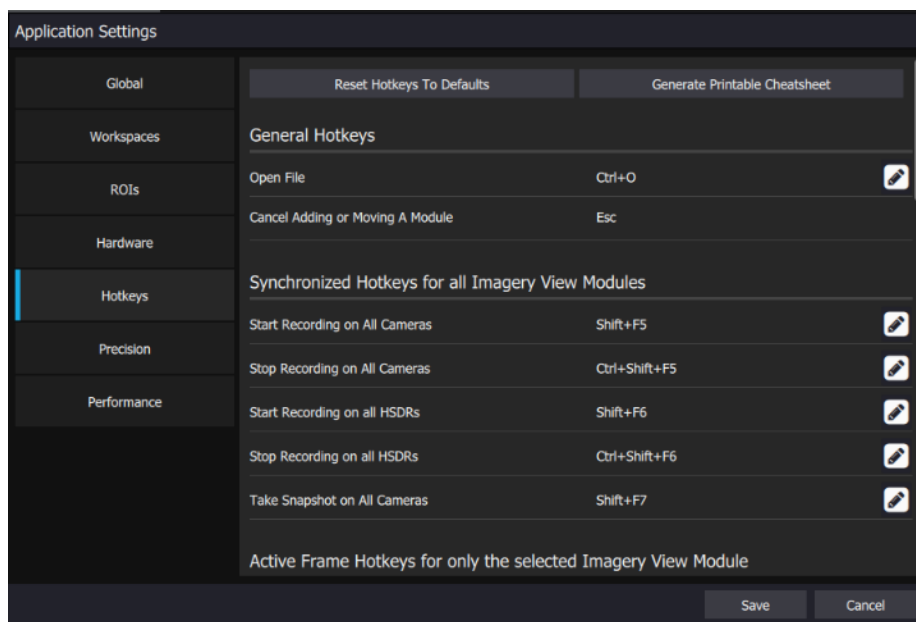 Application Settings
Global
Workspaces
ROIs
Hardware
Hotkeys
Precision
Performance
Reset Hotkeys To Defaults
Generate Printable Cheatsheet
General Hotkeys
Open File Ctrl+O
Cancel Adding or Moving A Module Esc
Synchronized Hotkeys for all Imagery View Modules
Start Recording on All Cameras Shift+F5
Stop Recording on All Cameras Ctrl+Shift+F5
Start Recording on all HSDRs Shift+F6
Stop Recording on all HSDRs Ctrl+Shift+F6
Take Snapshot on All Cameras Shift+F7
Active Frame Hotkeys for only the selected Imagery View Module
Save
Cancel